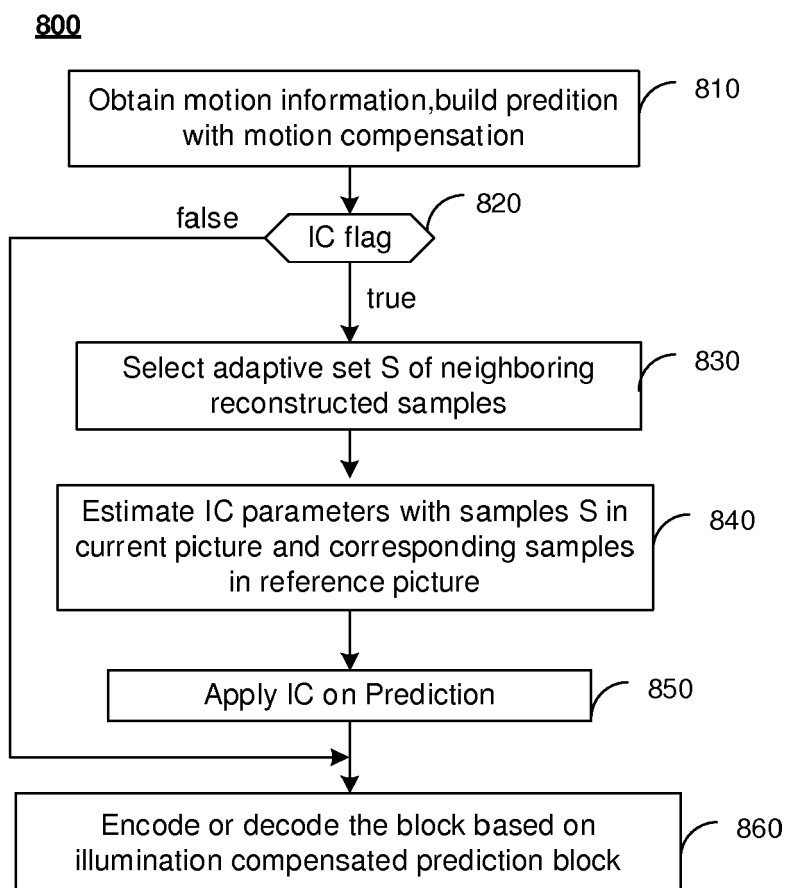 800
Obtain motion information,build predition
with motion compensation
810
820
false
IC flag
true
Select adaptive set S of neighboring
reconstructed samples
830
Estimate IC parameters with samples S in
current picture and corresponding samples
in reference picture
840
Apply IC on Prediction
850
Encode or decode the block based on
illumination compensated prediction block
860